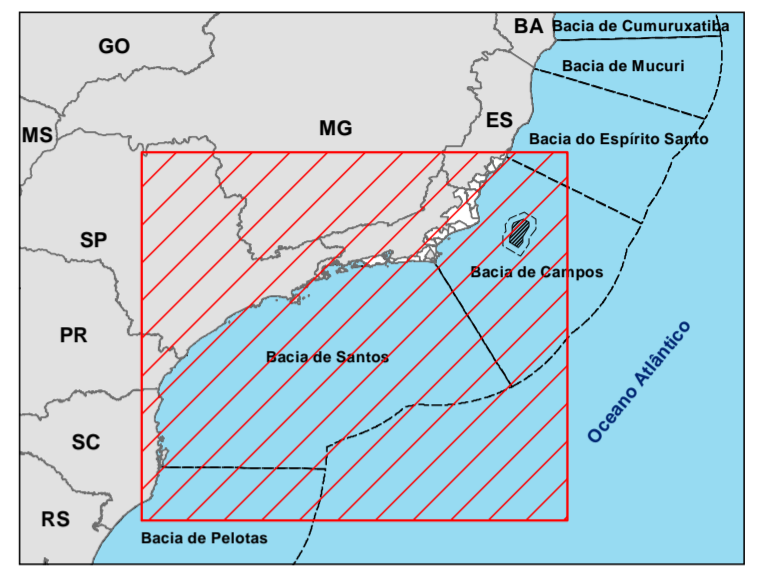 BA
Bacia de Cumuruxatiba
GO
Bacia de Mucuri
ES
MS
MG
Bacia do Espírito Santo
SP
Bacia de Campos
PR
Bacia de Santos
Oceano Atlântico
SC
RS
Bacia de Pelotas